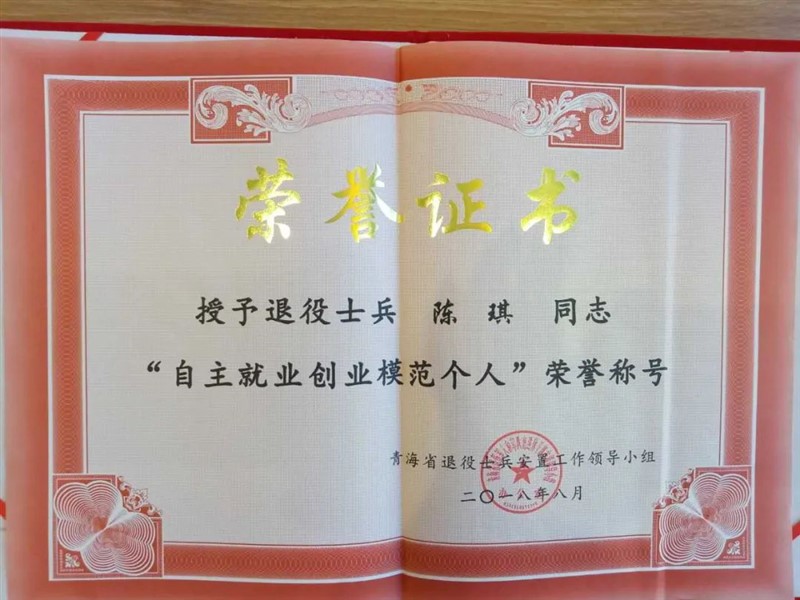 荣誉证书
授予退役士兵 陈琪 同志
“自主就业创业模范个人”荣誉称号
青海省退役士兵安置工作领导小组
二〇一八年八月